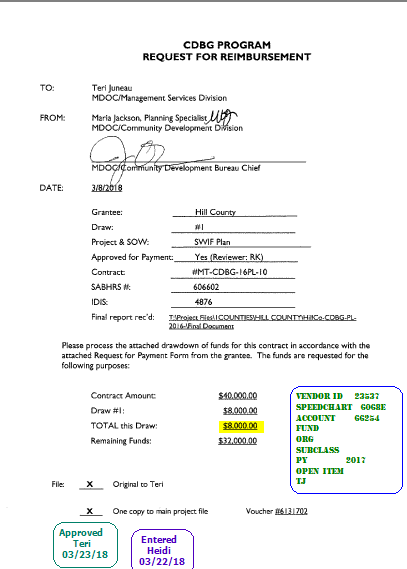 CDBG PROGRAM
REQUEST FOR REIMBURSEMENT
TO: Teri Juneau
MDOC/Management Services Division
FROM: Maria Jackson, Planning Specialist
MDOC/Community Development Division
MDOC/Community Development Bureau Chief
DATE: 3/8/2018
Grantee: Hill County
Draw: #1
Project & SOW: SWIF Plan
Approved for Payment: Yes (Reviewer: RK)
Contract: #MT-CDBG-16PL-10
SABHRS #: 606602
IDIS: 4876
Final report rec'd: T:\Project Files\1COUNTIES\HILL COUNTY\HillCo-CDBG-PL-
2016-\Final Document
Please process the attached drawdown of funds for this contract in accordance with the
attached Request for Payment Form from the grantee. The funds are requested for the
following purposes:
Contract Amount: $40,000.00
Draw #1: $8,000.00
TOTAL this Draw: $8,000.00
Remaining Funds: $32,000.00
VENDOR ID 23537
SPEEDCHART 6068E
ACCOUNT 66254
FUND
ORG
SUBCLASS
PY 2017
OPEN ITEM
TJ
File: X Original to Teri
X One copy to main project file Voucher #6131702
Approved
Teri
03/23/18
Entered
Heidi
03/22/18